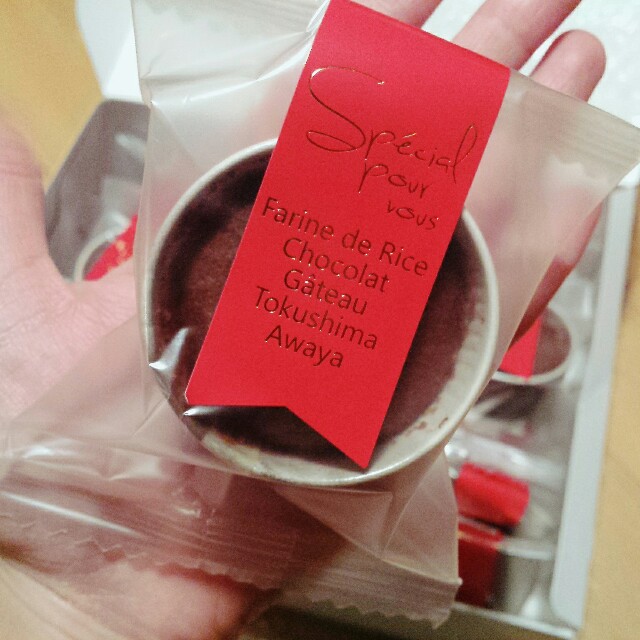 Spécial
pour
vous
Farine de Rice
Chocolat
Gâteau
Tokushima
Awaya